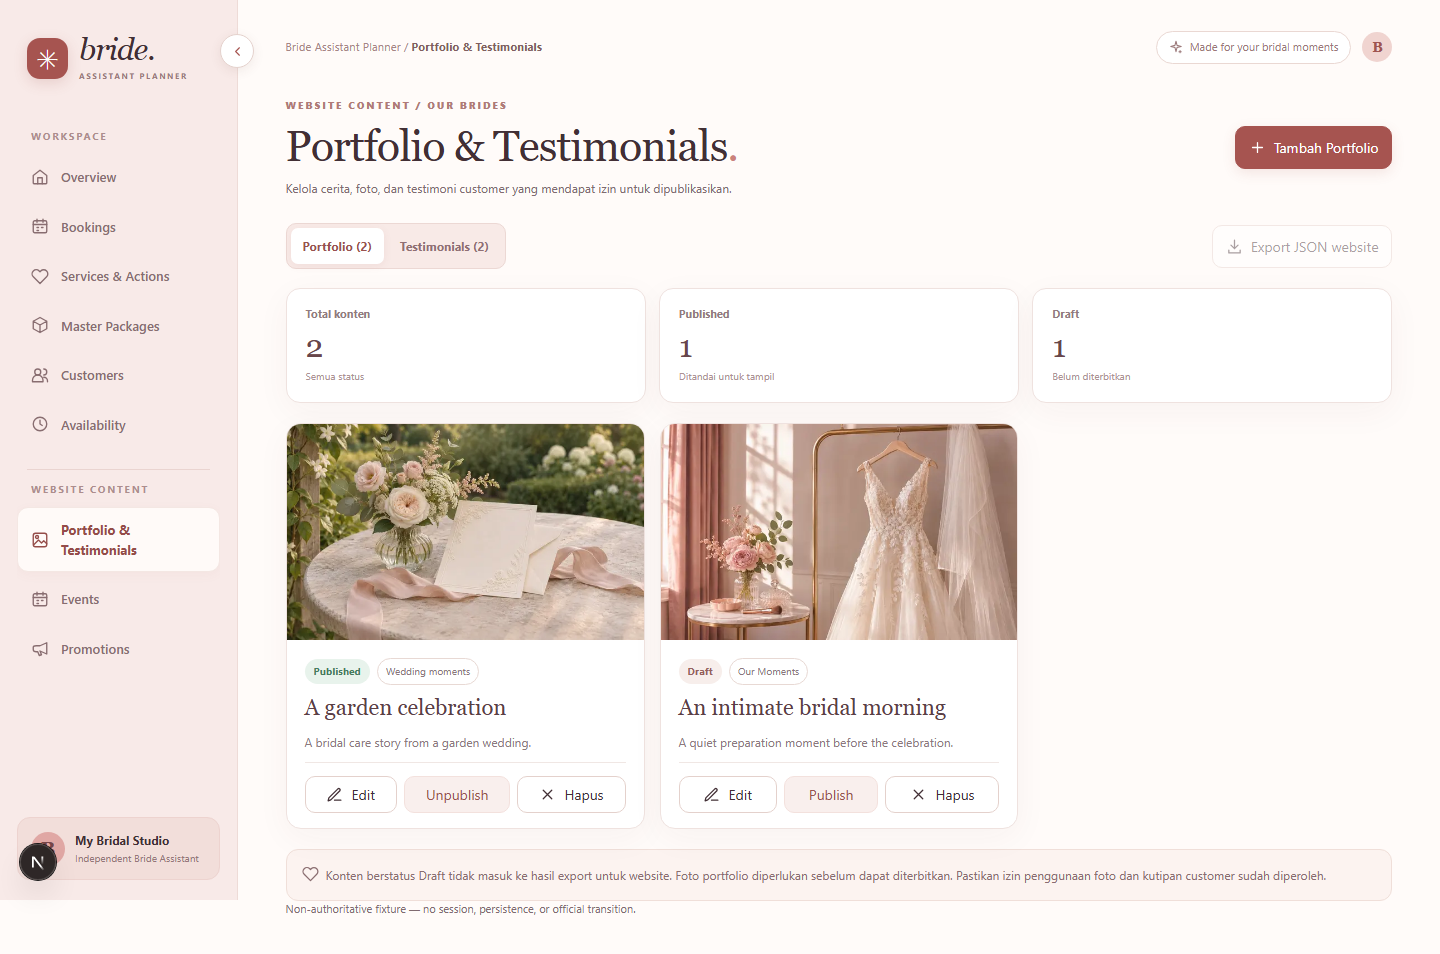 bride.
ASSISTANT PLANNER
WORKSPACE
Overview
Bookings
Services & Actions
Master Packages
Customers
Availability
WEBSITE CONTENT
Portfolio &
Testimonials
Events
Promotions
My Bridal Studio
Independent Bride Assistant
N
Bride Assistant Planner / Portfolio & Testimonials
Made for your bridal moments
B
WEBSITE CONTENT / OUR BRIDES
Portfolio & Testimonials.
Kelola cerita, foto, dan testimoni customer yang mendapat izin untuk dipublikasikan.
Tambah Portfolio
Portfolio (2)
Testimonials (2)
Export JSON website
Total konten
2
Semua status
Published
1
Ditandai untuk tampil
Draft
1
Belum diterbitkan
Published
Wedding moments
A garden celebration
A bridal care story from a garden wedding.
Edit
Unpublish
Hapus
Draft
Our Moments
An intimate bridal morning
A quiet preparation moment before the celebration.
Edit
Publish
Hapus
Konten berstatus Draft tidak masuk ke hasil export untuk website. Foto portfolio diperlukan sebelum dapat diterbitkan. Pastikan izin penggunaan foto dan kutipan customer sudah diperoleh.
Non-authoritative fixture — no session, persistence, or official transition.